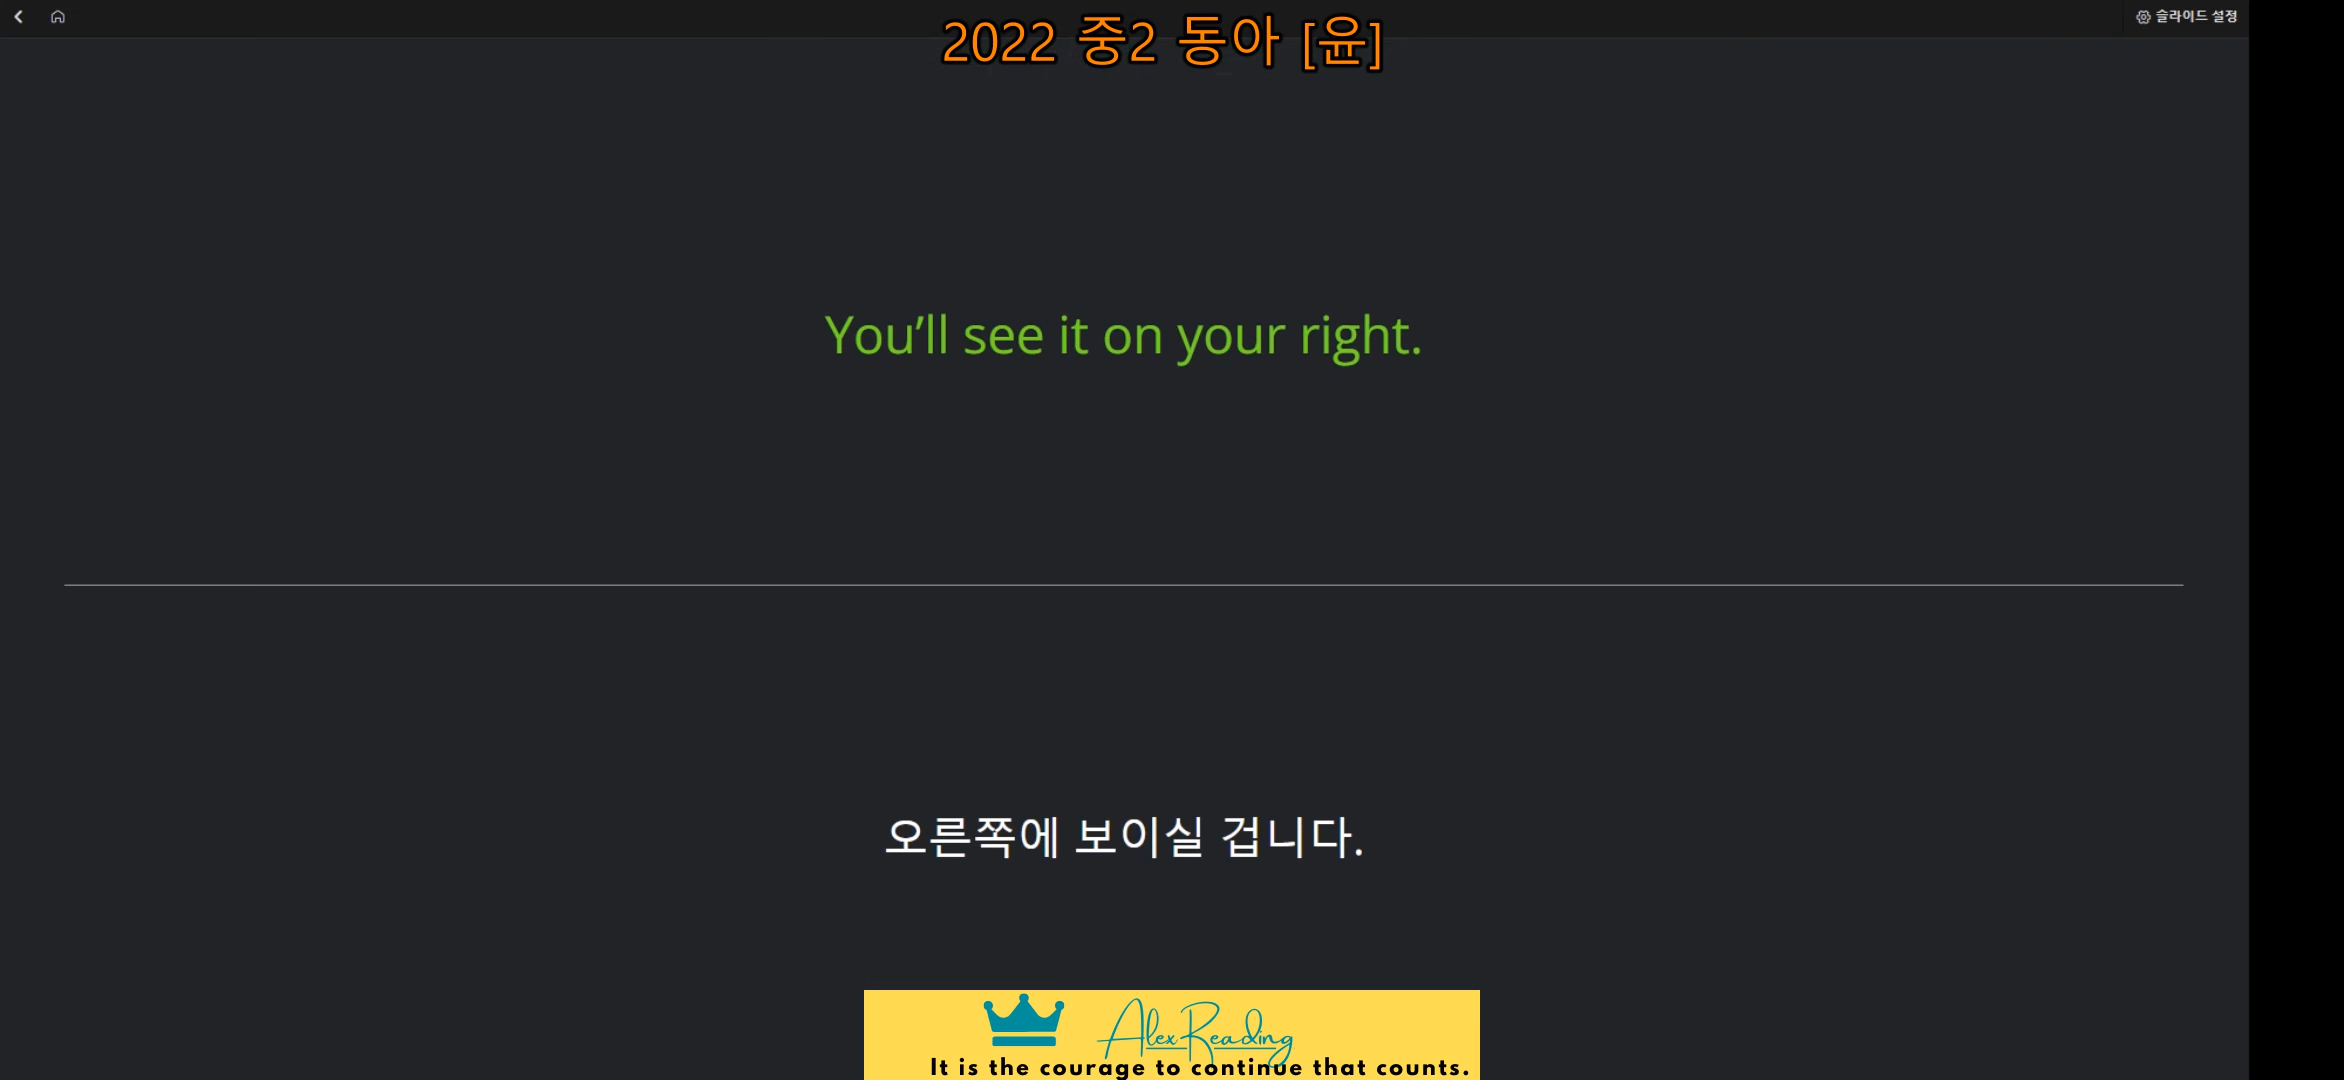 슬라이드 설정
2022 중2 동아 [윤]
You'll see it on your right.
오른쪽에 보이실 겁니다.
Alex Reading
It is the courage to continue that counts.